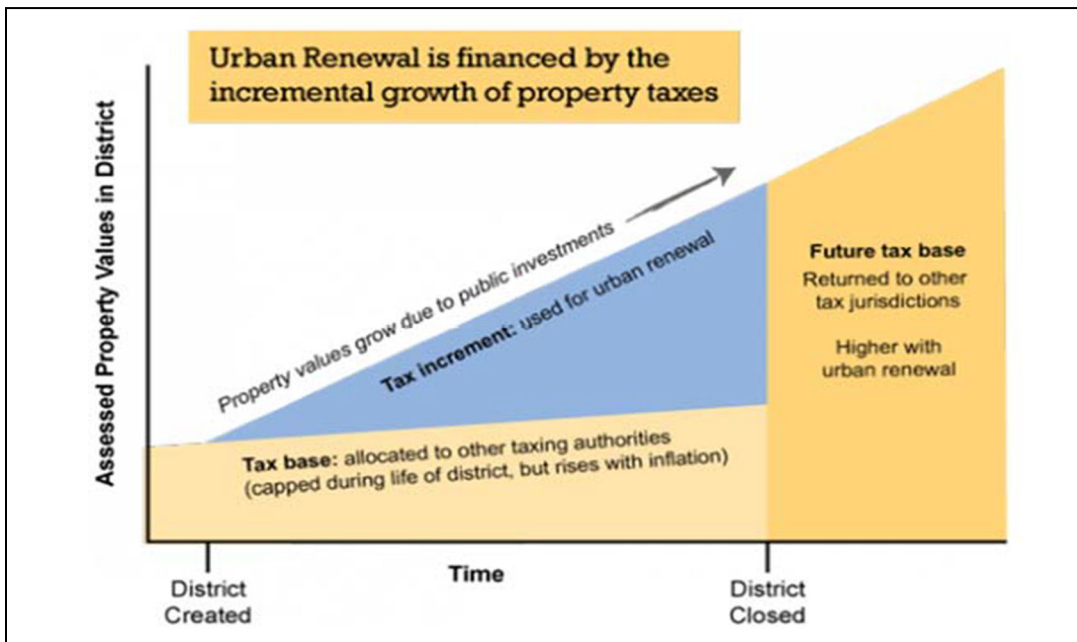 Urban Renewal is financed by the
incremental growth of property taxes
Assessed Property Values in District
Property values grow due to public investments
Tax increment: used for urban renewal
Future tax base
Returned to other
tax jurisdictions
Higher with
urban renewal
Tax base: allocated to other taxing authorities
(capped during life of district, but rises with inflation)
District
Created
Time
District
Closed